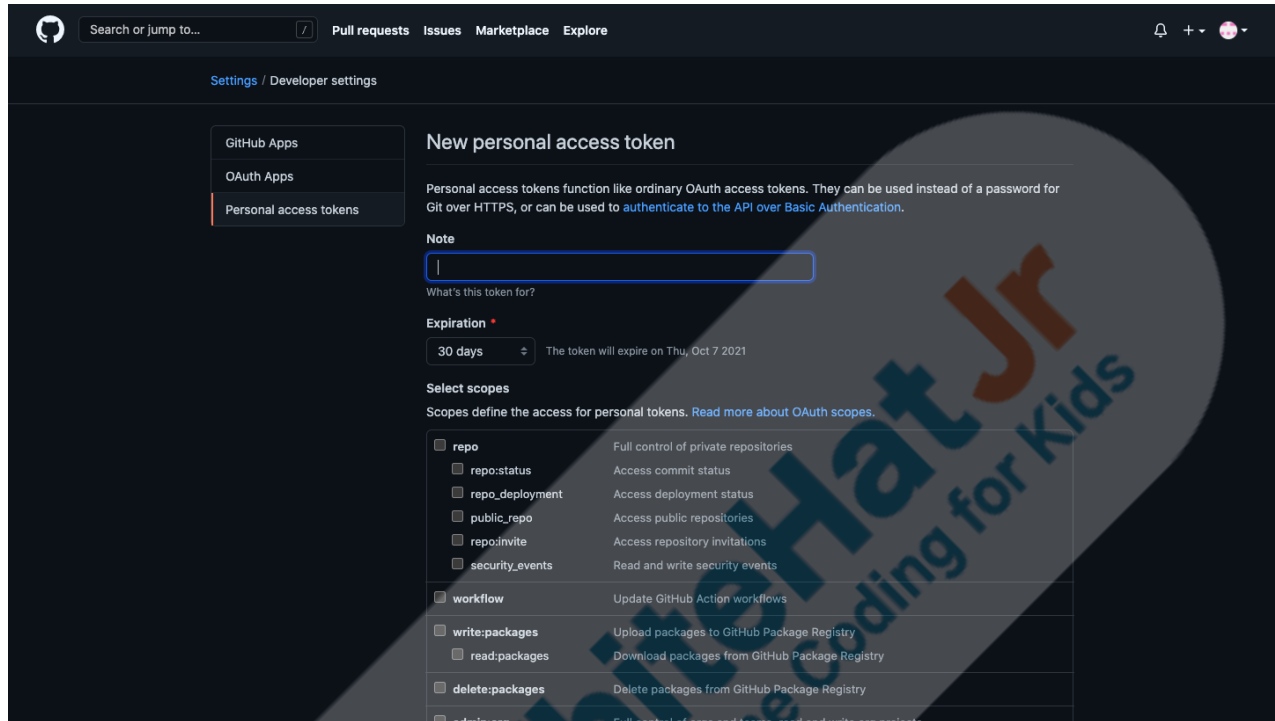 Search or jump to... /
Pull requests Issues Marketplace Explore
Settings / Developer settings
GitHub Apps
OAuth Apps
Personal access tokens
New personal access token
Personal access tokens function like ordinary OAuth access tokens. They can be used instead of a password for
Git over HTTPS, or can be used to authenticate to the API over Basic Authentication.
Note
What's this token for?
Expiration *
30 days The token will expire on Thu, Oct 7 2021
Select scopes
Scopes define the access for personal tokens. Read more about OAuth scopes.
repo Full control of private repositories
repo:status Access commit status
repo_deployment Access deployment status
public_repo Access public repositories
repo:invite Access repository invitations
security_events Read and write security events
workflow Update GitHub Action workflows
write:packages Upload packages to GitHub Package Registry
read:packages Download packages from GitHub Package Registry
delete:packages Delete packages from GitHub Package Registry
Hat Jr
Coding for Kids